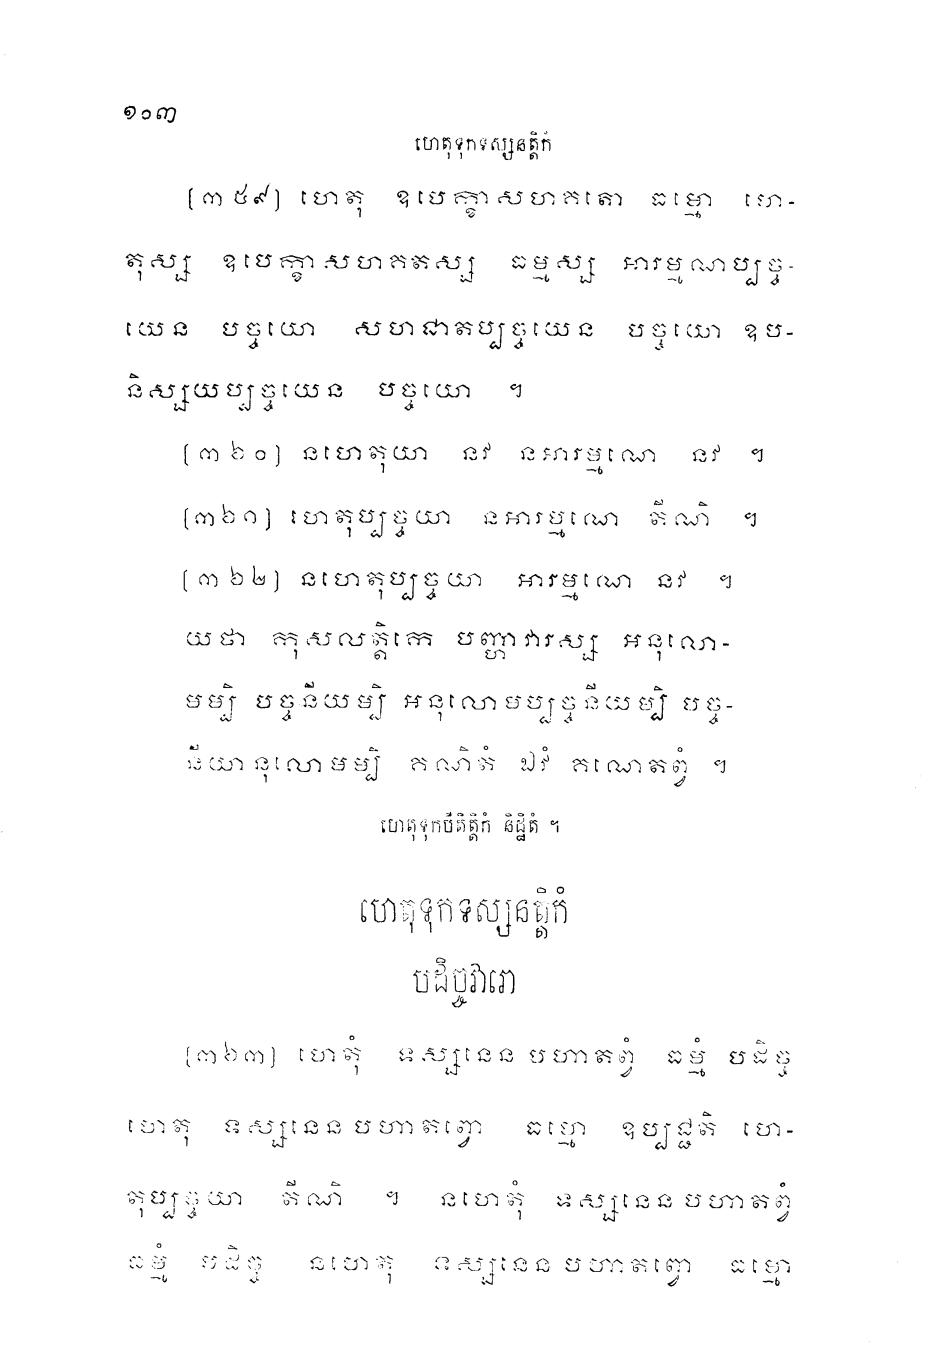 ១០៣
ហេតុទុកទស្សនត្តិកំ
[៣៥៩] ហេតុ ឧបេក្ខាសហគតោ ធម្មោ ហេ-
តុស្ស ឧបេក្ខាសហគតស្ស ធម្មស្ស អារម្មណប្បច្ច-
យេន បច្ចយោ សហជាតប្បច្ចយេន បច្ចយោ ឧប-
និស្សយប្បច្ចយេន បច្ចយោ ។
[៣៦០] នហេតុយា នវ នអារម្មណេ នវ ។
[៣៦១] ហេតុប្បច្ចយា នអារម្មណេ តីណិ ។
[៣៦២] នហេតុប្បច្ចយា អារម្មណេ នវ ។
យថា កុសលត្តិកេ បញ្ហាវារស្ស អនុលោ-
មម្បិ បច្ចនីយម្បិ អនុលោមប្បច្ចនីយម្បិ បច្ច-
នីយានុលោមម្បិ គណិតំ ឯវំ គណេតព្វំ ។
ហេតុទុកបីតិត្តិកំ និដ្ឋិតំ ។
ហេតុទុកទស្សនត្តិកំ
បដិច្ចវារោ
[៣៦៣] ហេតុំ ទស្សនេនបហាតព្វំ ធម្មំ បដិច្ច
ហេតុ ទស្សនេនបហាតព្វោ ធម្មោ ឧប្បជ្ជតិ ហេ-
តុប្បច្ចយា តីណិ ។ នហេតុំ ទស្សនេនបហាតព្វំ
ធម្មំ បដិច្ច នហេតុ ទស្សនេនបហាតព្វោ ធម្មោ